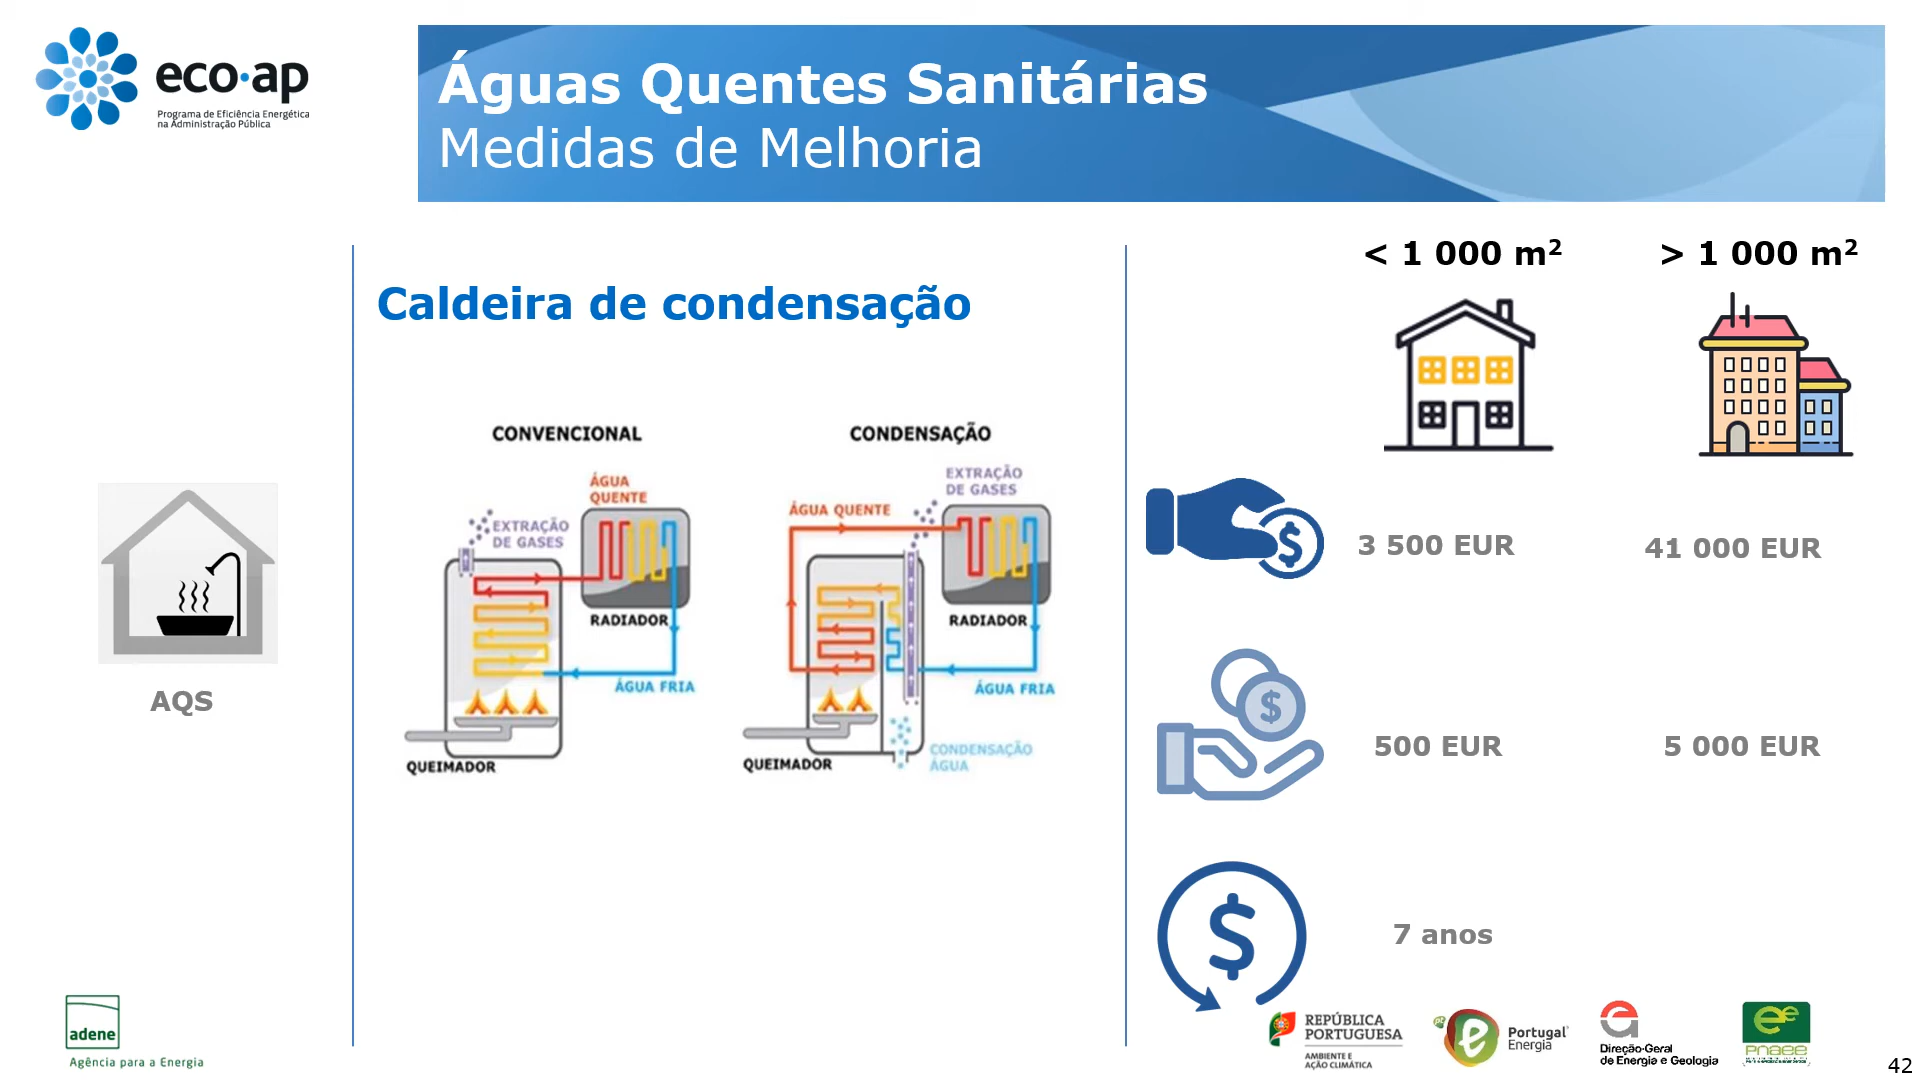 eco·ap
Programa de Eficiência Energética
na Administração Pública
Águas Quentes Sanitárias
Medidas de Melhoria
AQS
Caldeira de condensação
CONVENCIONAL
ÁGUA
QUENTE
EXTRAÇÃO
DE GASES
RADIADOR
ÁGUA FRIA
QUEIMADOR
CONDENSAÇÃO
EXTRAÇÃO
DE GASES
ÁGUA QUENTE
RADIADOR
ÁGUA FRIA
CONDENSAÇÃO
ÁGUA
QUEIMADOR
< 1 000 m²
> 1 000 m²
3 500 EUR
41 000 EUR
500 EUR
5 000 EUR
7 anos
adene
Agência para a Energia
REPÚBLICA
PORTUGUESA
AMBIENTE E
AÇÃO CLIMÁTICA
Portugal
Energia
Direção-Geral
de Energia e Geologia
PNAEE
42